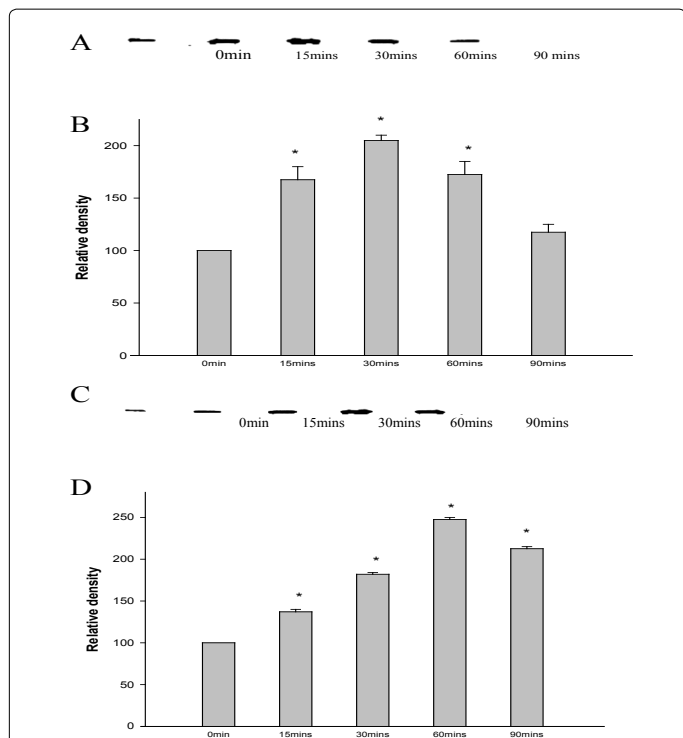 A
0min 15mins 30mins 60mins 90 mins
B
200
150
100
50
0
Relative density
* * * *
0min 15mins 30mins 60mins 90mins
C
0min 15mins 30mins 60mins 90mins
D
250
200
150
100
50
0
Relative density
* * * *
0min 15mins 30mins 60mins 90mins